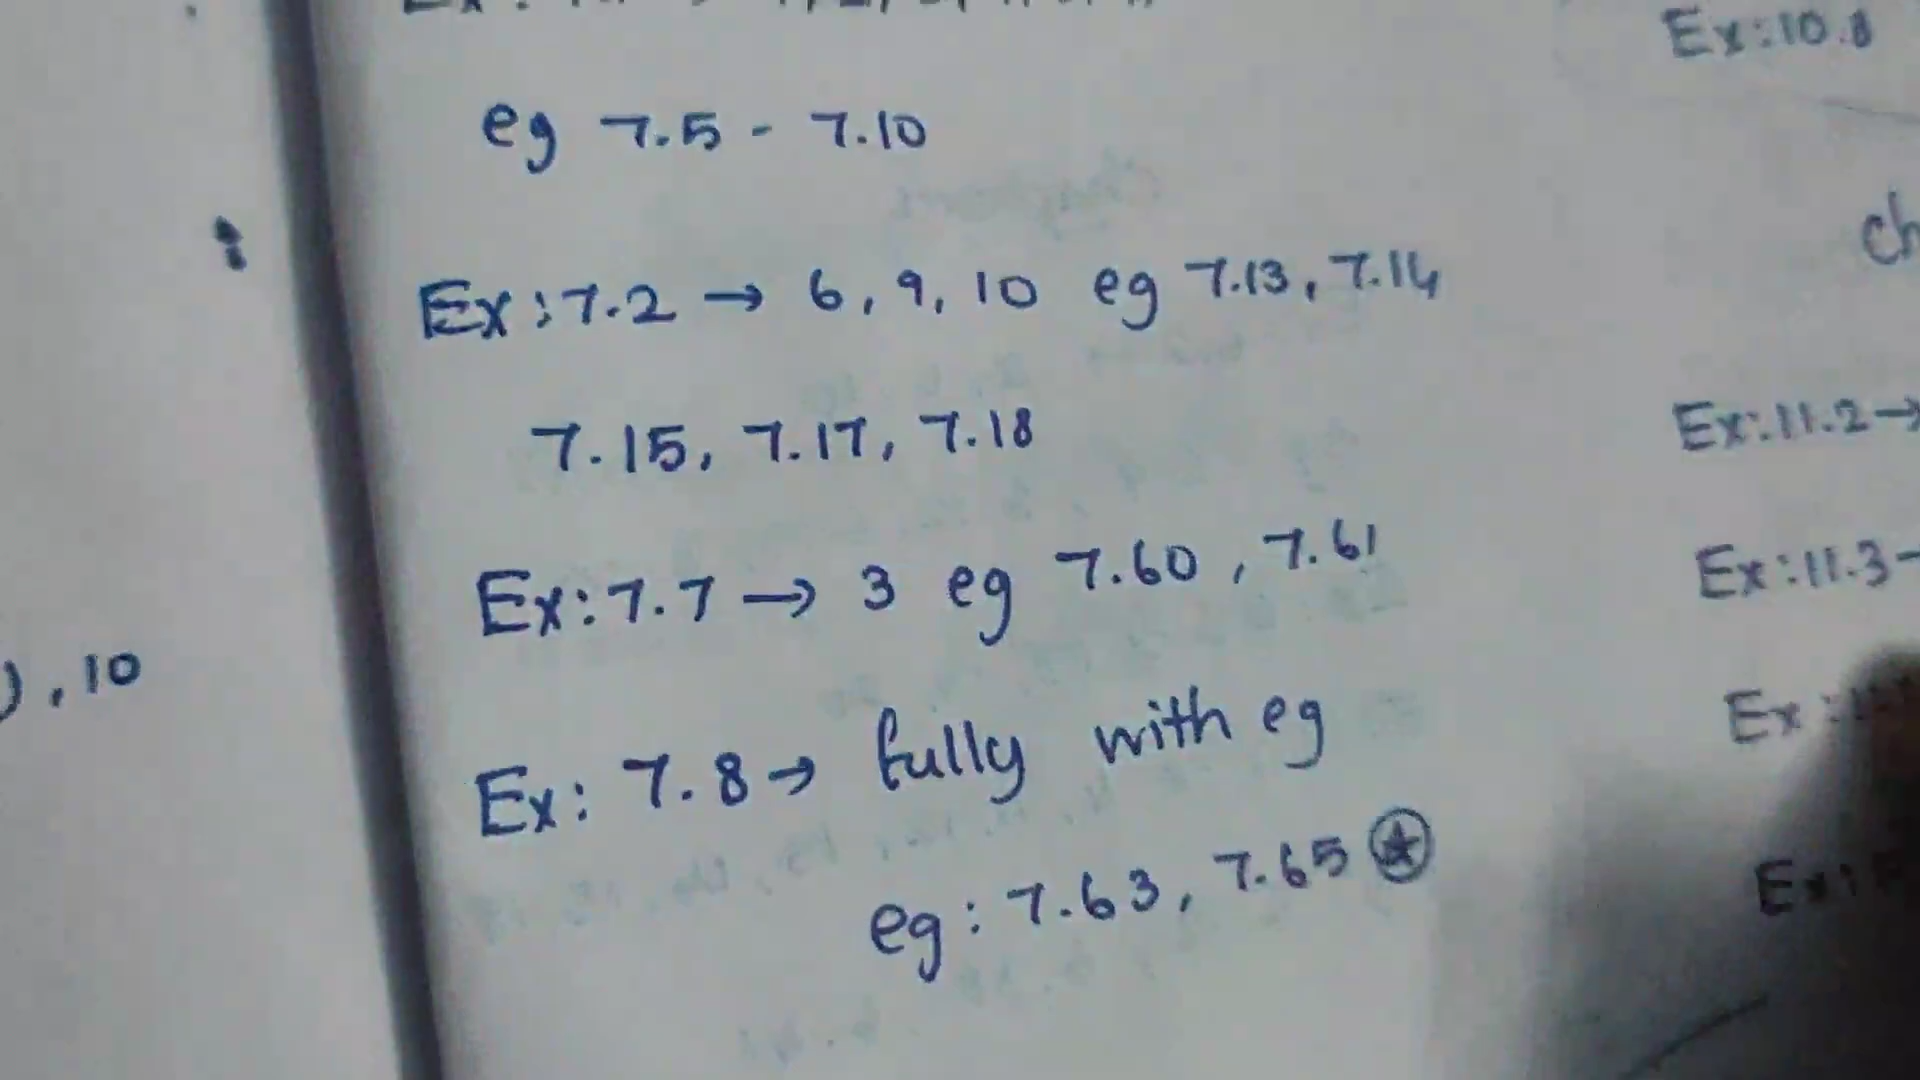 eg 7.5 - 7.10
Ex:7.2 → 6, 9, 10 eg 7.13, 7.14
7.15, 7.17, 7.18
Ex:7.7 → 3 eg 7.60, 7.61
Ex: 7.8 → fully with eg
eg: 7.63, 7.65
), 10
Ex:10.8
ch
Ex:11.2→
Ex:11.3-
Ex:
Ex: